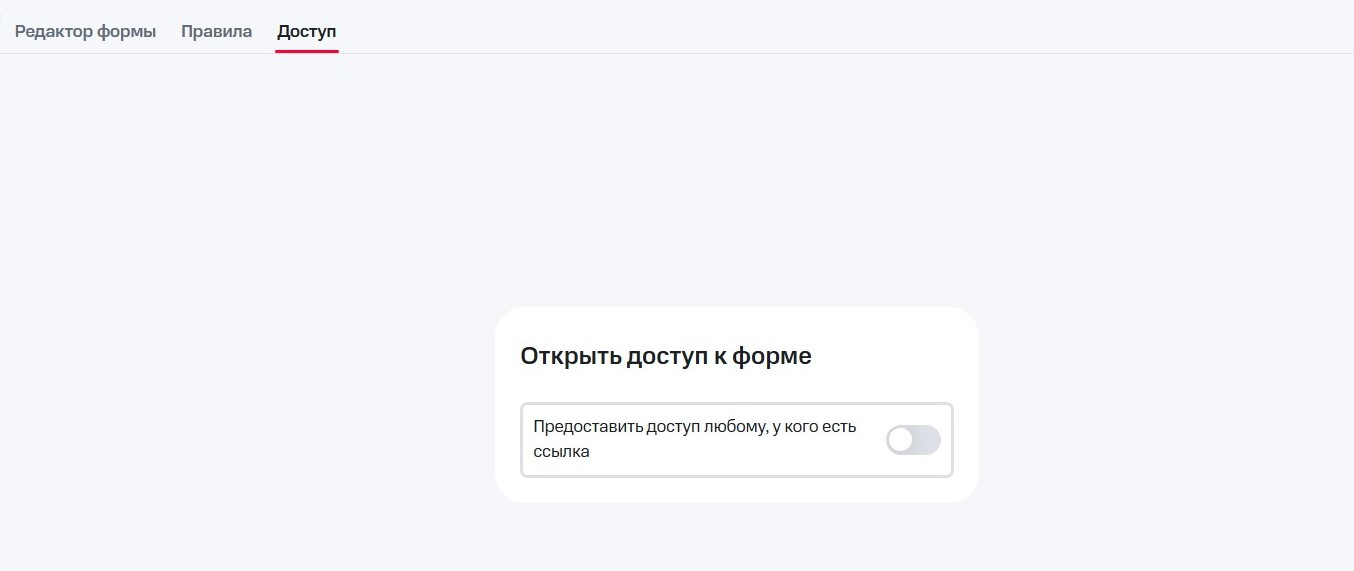 Редактор формы Правила Доступ
Открыть доступ к форме
Предоставить доступ любому, у кого есть
ссылка